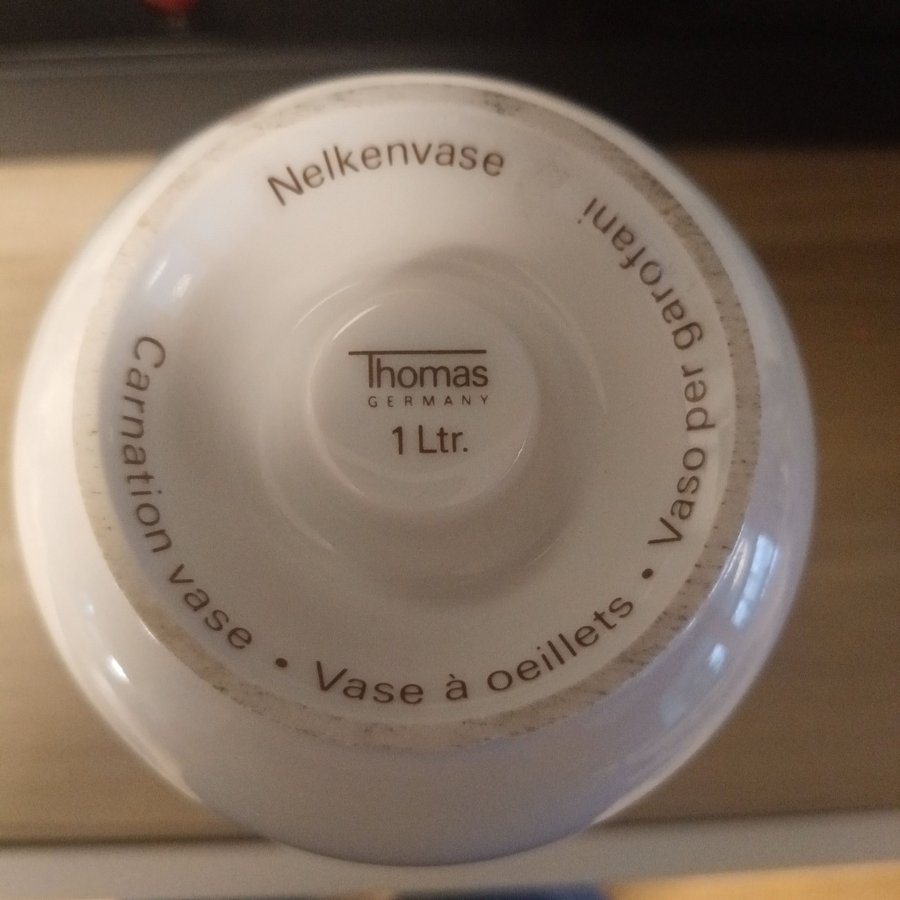 Nelkenvase
Thomas
GERMANY
1 Ltr.
Carnation vase • Vase à oeillets • Vaso per garofani